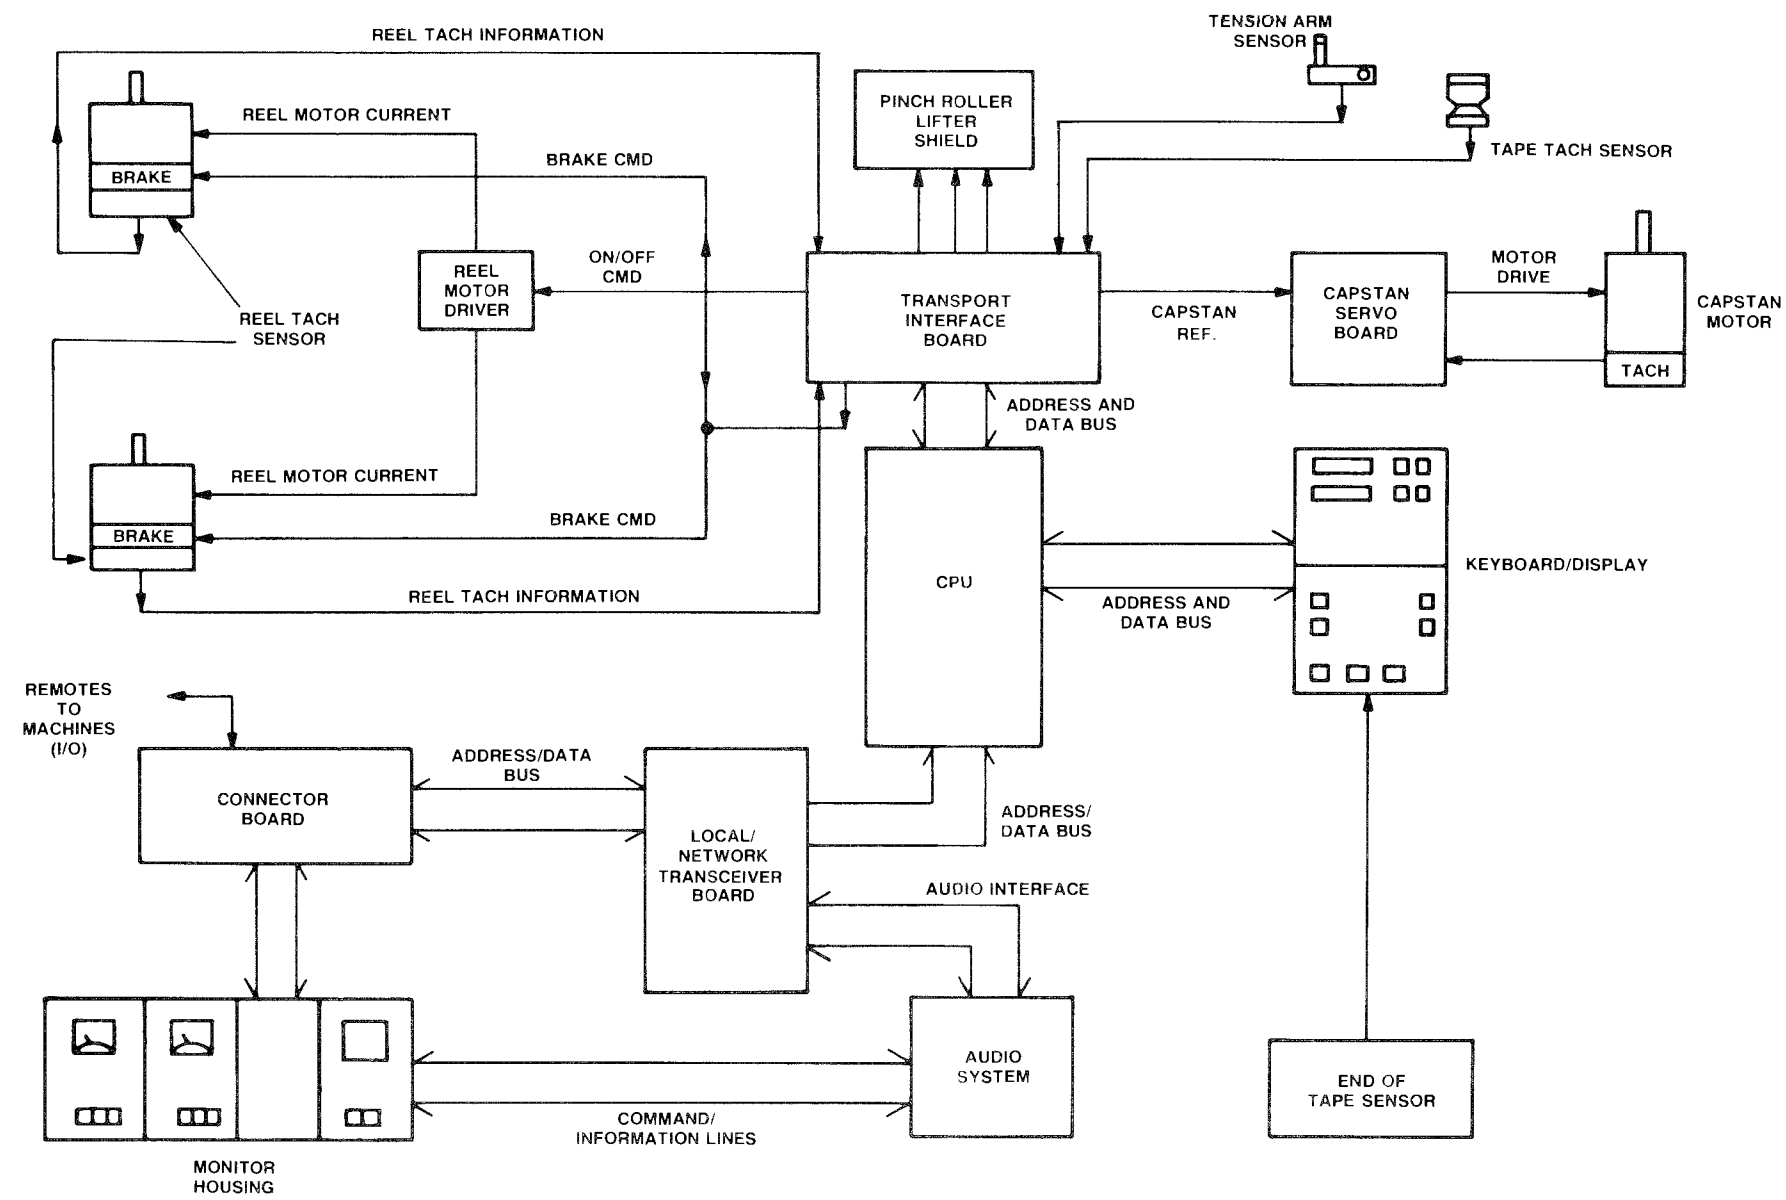 REEL TACH INFORMATION
TENSION ARM
SENSOR
PINCH ROLLER
LIFTER
SHIELD
REEL MOTOR CURRENT
BRAKE CMD
BRAKE
TAPE TACH SENSOR
REEL TACH
SENSOR
REEL
MOTOR
DRIVER
ON/OFF
CMD
TRANSPORT
INTERFACE
BOARD
CAPSTAN
REF.
CAPSTAN
SERVO
BOARD
MOTOR
DRIVE
CAPSTAN
MOTOR
TACH
ADDRESS AND
DATA BUS
REEL MOTOR CURRENT
BRAKE CMD
BRAKE
REEL TACH INFORMATION
CPU
ADDRESS AND
DATA BUS
KEYBOARD/DISPLAY
REMOTES
TO
MACHINES
(I/O)
CONNECTOR
BOARD
ADDRESS/DATA
BUS
LOCAL/
NETWORK
TRANSCEIVER
BOARD
ADDRESS/
DATA BUS
AUDIO INTERFACE
AUDIO
SYSTEM
COMMAND/
INFORMATION LINES
MONITOR
HOUSING
END OF
TAPE SENSOR